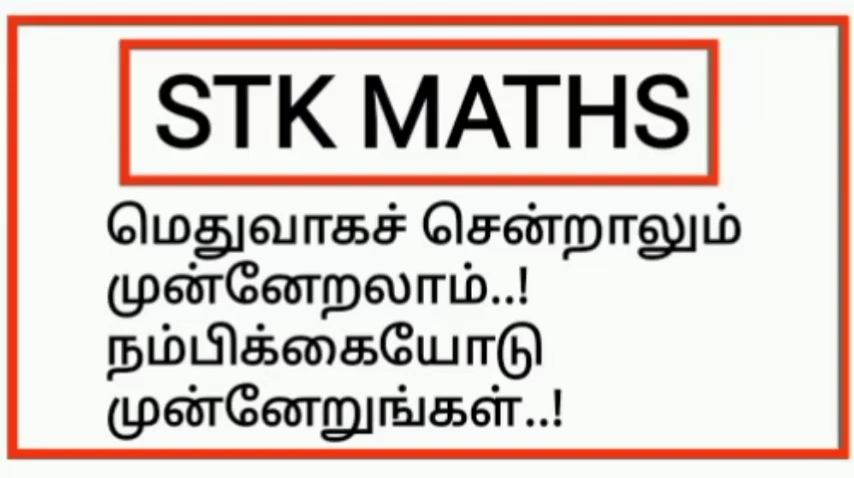 STK MATHS
மெதுவாகச் சென்றாலும்
முன்னேறலாம்..!
நம்பிக்கையோடு
முன்னேறுங்கள்..!